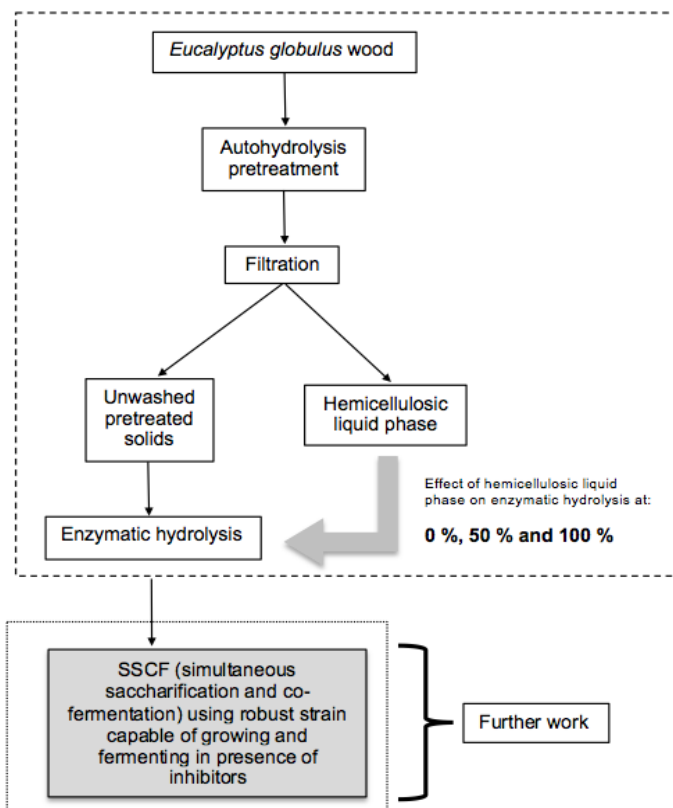 Eucalyptus globulus wood
Autohydrolysis
pretreatment
Filtration
Unwashed
pretreated
solids
Hemicellulosic
liquid phase
Effect of hemicellulosic liquid
phase on enzymatic hydrolysis at:
0 %, 50 % and 100 %
Enzymatic hydrolysis
SSCF (simultaneous
saccharification and co-
fermentation) using robust strain
capable of growing and
fermenting in presence of
inhibitors
Further work